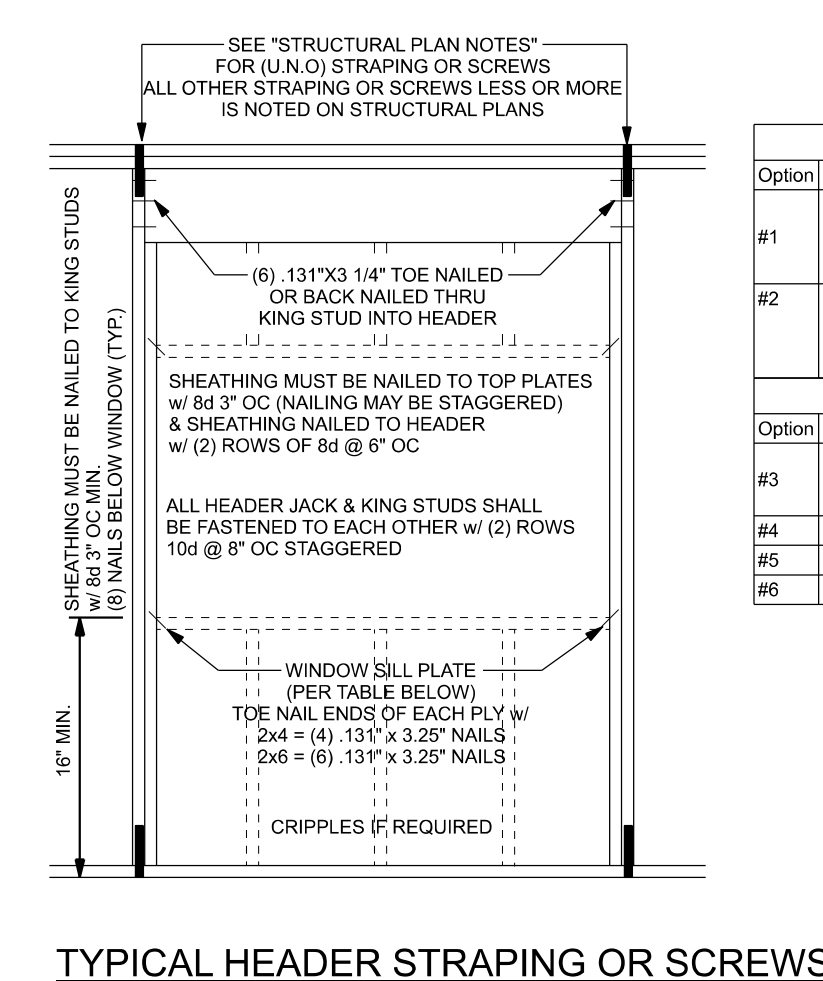 SEE "STRUCTURAL PLAN NOTES"
FOR (U.N.O) STRAPING OR SCREWS
ALL OTHER STRAPING OR SCREWS LESS OR MORE
IS NOTED ON STRUCTURAL PLANS
(6) .131"X3 1/4" TOE NAILED
OR BACK NAILED THRU
KING STUD INTO HEADER
SHEATHING MUST BE NAILED TO KING STUDS
w/ 8d 3" OC MIN.
(8) NAILS BELOW WINDOW (TYP.)
SHEATHING MUST BE NAILED TO TOP PLATES
w/ 8d 3" OC (NAILING MAY BE STAGGERED)
& SHEATHING NAILED TO HEADER
w/ (2) ROWS OF 8d @ 6" OC
ALL HEADER JACK & KING STUDS SHALL
BE FASTENED TO EACH OTHER w/ (2) ROWS
10d @ 8" OC STAGGERED
16" MIN.
WINDOW SILL PLATE
(PER TABLE BELOW)
TOE NAIL ENDS OF EACH PLY w/
2x4 = (4) .131" x 3.25" NAILS
2x6 = (6) .131" x 3.25" NAILS
CRIPPLES IF REQUIRED
TYPICAL HEADER STRAPING OR SCREWS
Option
#1
#2
Option
#3
#4
#5
#6